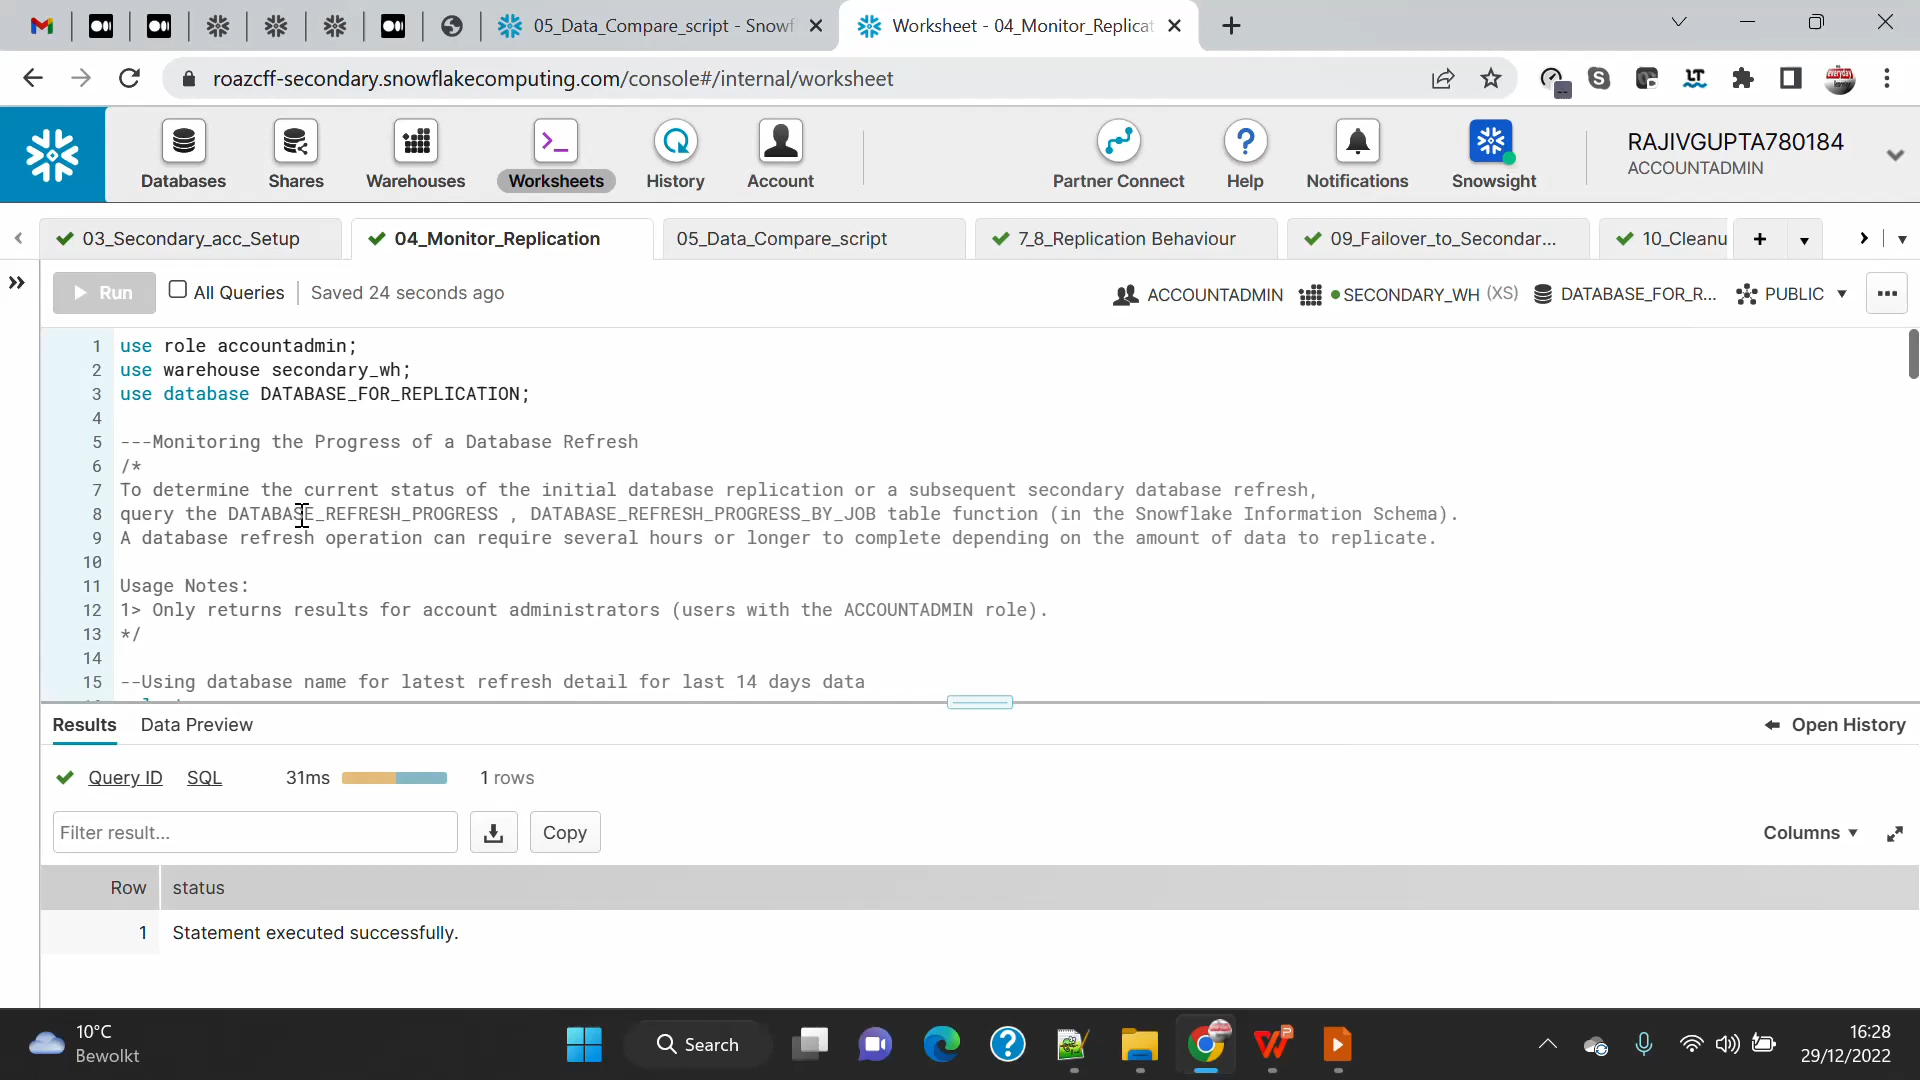 05_Data_Compare_script - Snowf
Worksheet - 04_Monitor_Replicat
roazcff-secondary.snowflakecomputing.com/console#/internal/worksheet
Databases
Shares
Warehouses
Worksheets
History
Account
Partner Connect
Help
Notifications
Snowsight
RAJIVGUPTA780184
ACCOUNTADMIN
03_Secondary_acc_Setup
04_Monitor_Replication
05_Data_Compare_script
7_8_Replication Behaviour
09_Failover_to_Secondar...
10_Cleanu
Run
All Queries
Saved 24 seconds ago
ACCOUNTADMIN
SECONDARY_WH (XS)
DATABASE_FOR_R...
PUBLIC
1 use role accountadmin;
2 use warehouse secondary_wh;
3 use database DATABASE_FOR_REPLICATION;
4
5 ---Monitoring the Progress of a Database Refresh
6 /*
7 To determine the current status of the initial database replication or a subsequent secondary database refresh,
8 query the DATABASE_REFRESH_PROGRESS , DATABASE_REFRESH_PROGRESS_BY_JOB table function (in the Snowflake Information Schema).
9 A database refresh operation can require several hours or longer to complete depending on the amount of data to replicate.
10
11 Usage Notes:
12 1> Only returns results for account administrators (users with the ACCOUNTADMIN role).
13 */
14
15 --Using database name for latest refresh detail for last 14 days data
Results
Data Preview
Open History
Query ID
SQL
31ms
1 rows
Filter result...
Copy
Columns
Row status
1 Statement executed successfully.
10°C
Bewolkt
Search
16:28
29/12/2022